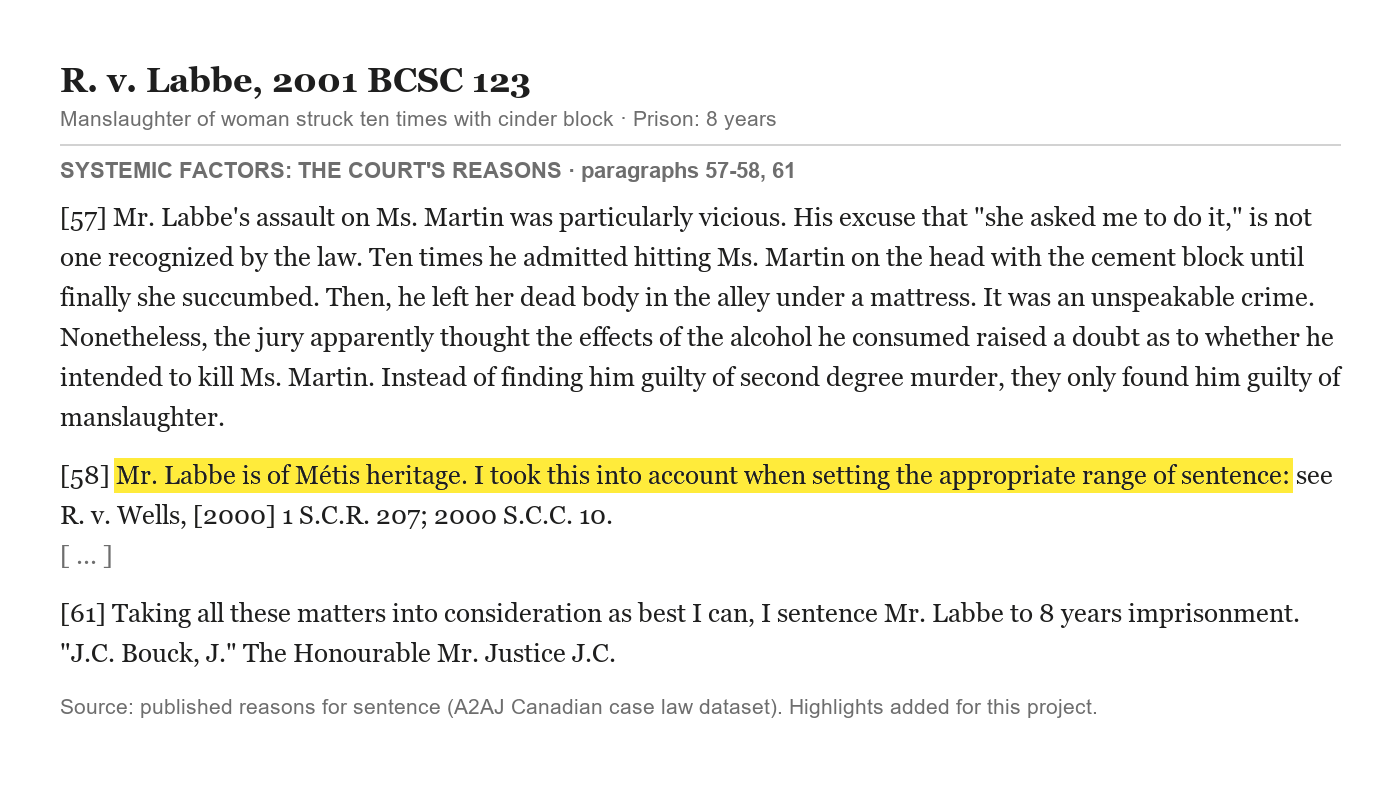 R. v. Labbe, 2001 BCSC 123
Manslaughter of woman struck ten times with cinder block · Prison: 8 years
SYSTEMIC FACTORS: THE COURT'S REASONS · paragraphs 57-58, 61
[57] Mr. Labbe's assault on Ms. Martin was particularly vicious. His excuse that "she asked me to do it," is not
one recognized by the law. Ten times he admitted hitting Ms. Martin on the head with the cement block until
finally she succumbed. Then, he left her dead body in the alley under a mattress. It was an unspeakable crime.
Nonetheless, the jury apparently thought the effects of the alcohol he consumed raised a doubt as to whether he
intended to kill Ms. Martin. Instead of finding him guilty of second degree murder, they only found him guilty of
manslaughter.
[58] Mr. Labbe is of Métis heritage. I took this into account when setting the appropriate range of sentence: see
R. v. Wells, [2000] 1 S.C.R. 207; 2000 S.C.C. 10.
[ ... ]
[61] Taking all these matters into consideration as best I can, I sentence Mr. Labbe to 8 years imprisonment.
"J.C. Bouck, J." The Honourable Mr. Justice J.C.
Source: published reasons for sentence (A2AJ Canadian case law dataset). Highlights added for this project.